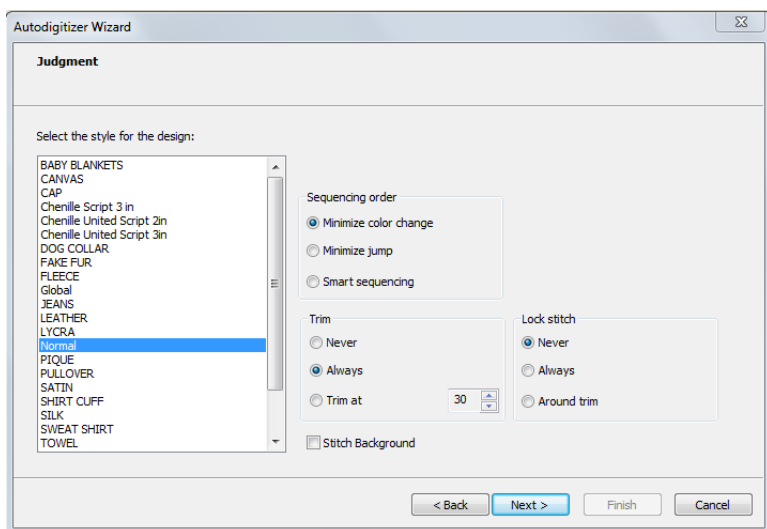 Autodigitizer Wizard
Judgment
Select the style for the design:
BABY BLANKETS
CANVAS
CAP
Chenille Script 3 in
Chenille United Script 2in
Chenille United Script 3in
DOG COLLAR
FAKE FUR
FLEECE
Global
JEANS
LEATHER
LYCRA
Normal
PIQUE
PULLOVER
SATIN
SHIRT CUFF
SILK
SWEAT SHIRT
TOWEL
Sequencing order
Minimize color change
Minimize jump
Smart sequencing
Trim
Never
Always
Trim at 30
Lock stitch
Never
Always
Around trim
Stitch Background
< Back Next > Finish Cancel